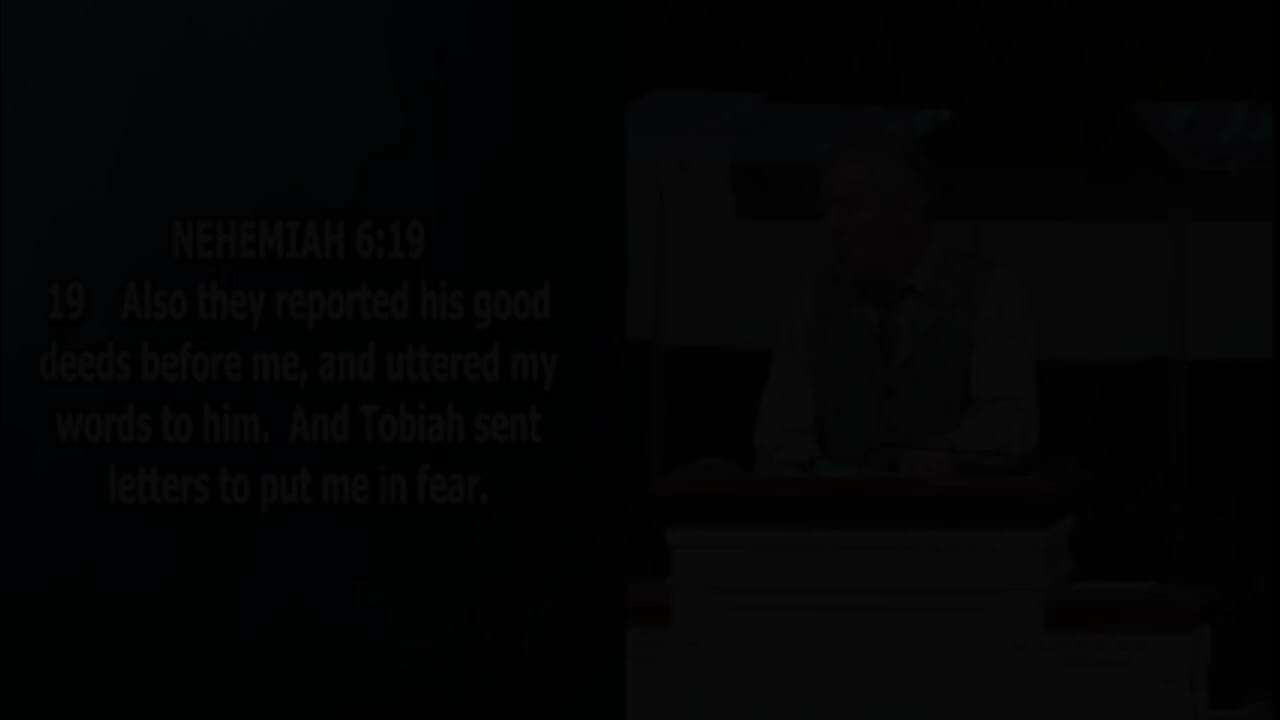 NEHEMIAH 6:19
19 Also they reported his good
deeds before me, and uttered my
words to him. And Tobiah sent
letters to put me in fear.